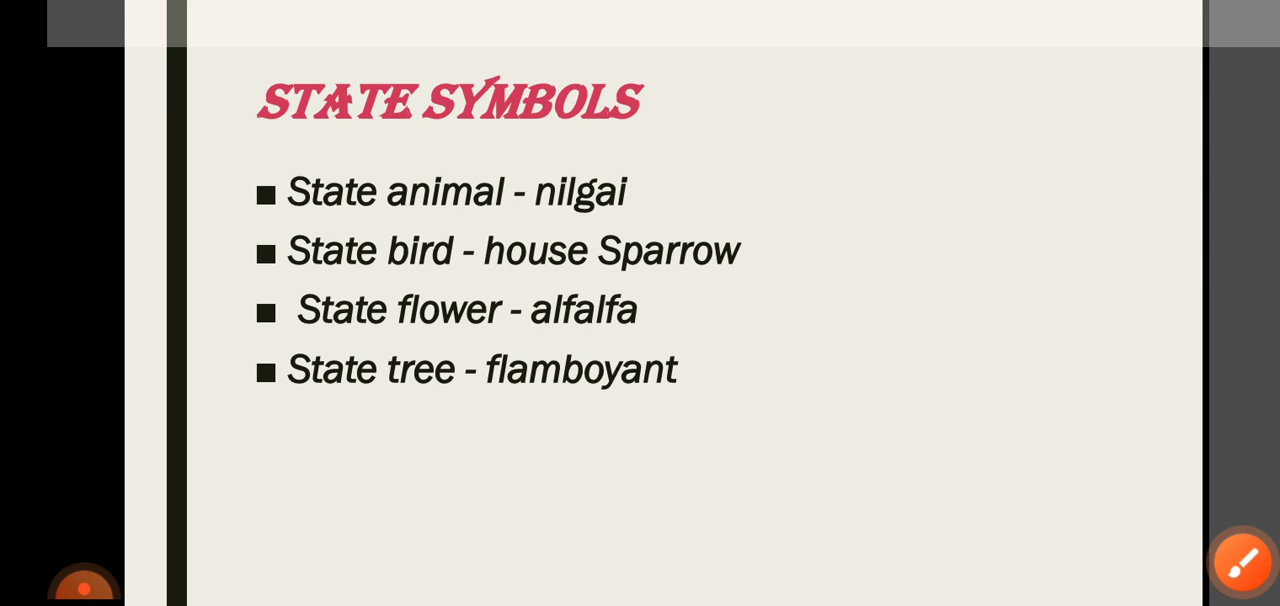 STATE SYMBOLS
■ State animal - nilgai
■ State bird - house Sparrow
■ State flower - alfalfa
■ State tree - flamboyant